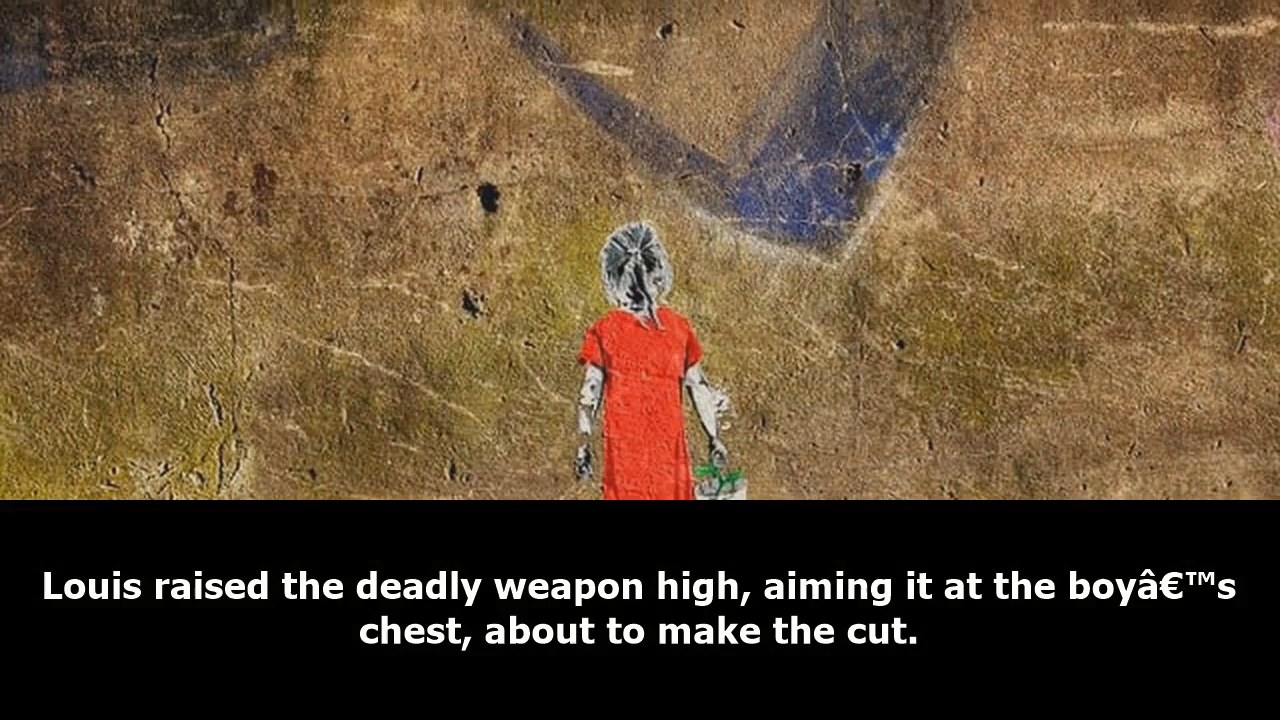 Louis raised the deadly weapon high, aiming it at the boyâ€™s
chest, about to make the cut.